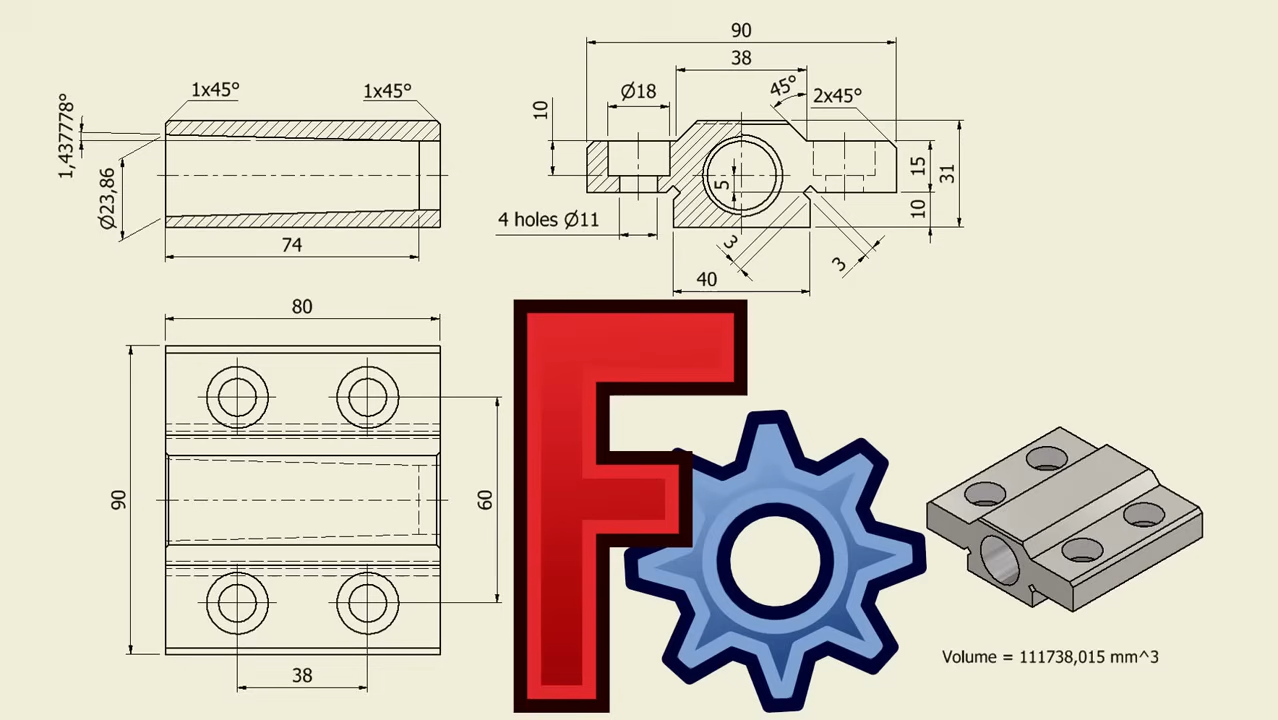 90
38
45°
2x45°
Ø18
10
1x45°
1x45°
1,437778°
Ø23,86
74
5
15
31
10
4 holes Ø11
3
3
40
80
90
60
38
F
Volume = 111738,015 mm^3